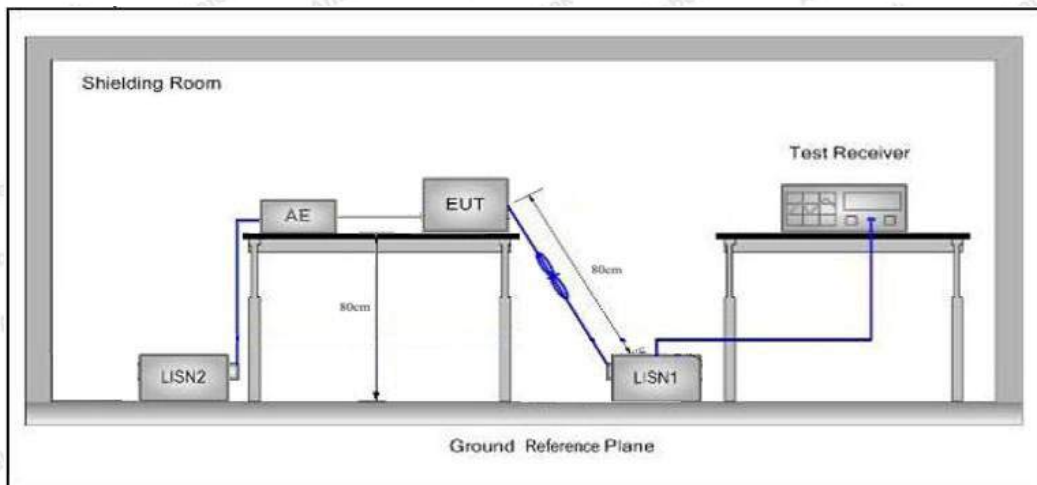 Shielding Room
Test Receiver
AE
EUT
80cm
80cm
LISN2
LISN1
Ground Reference Plane